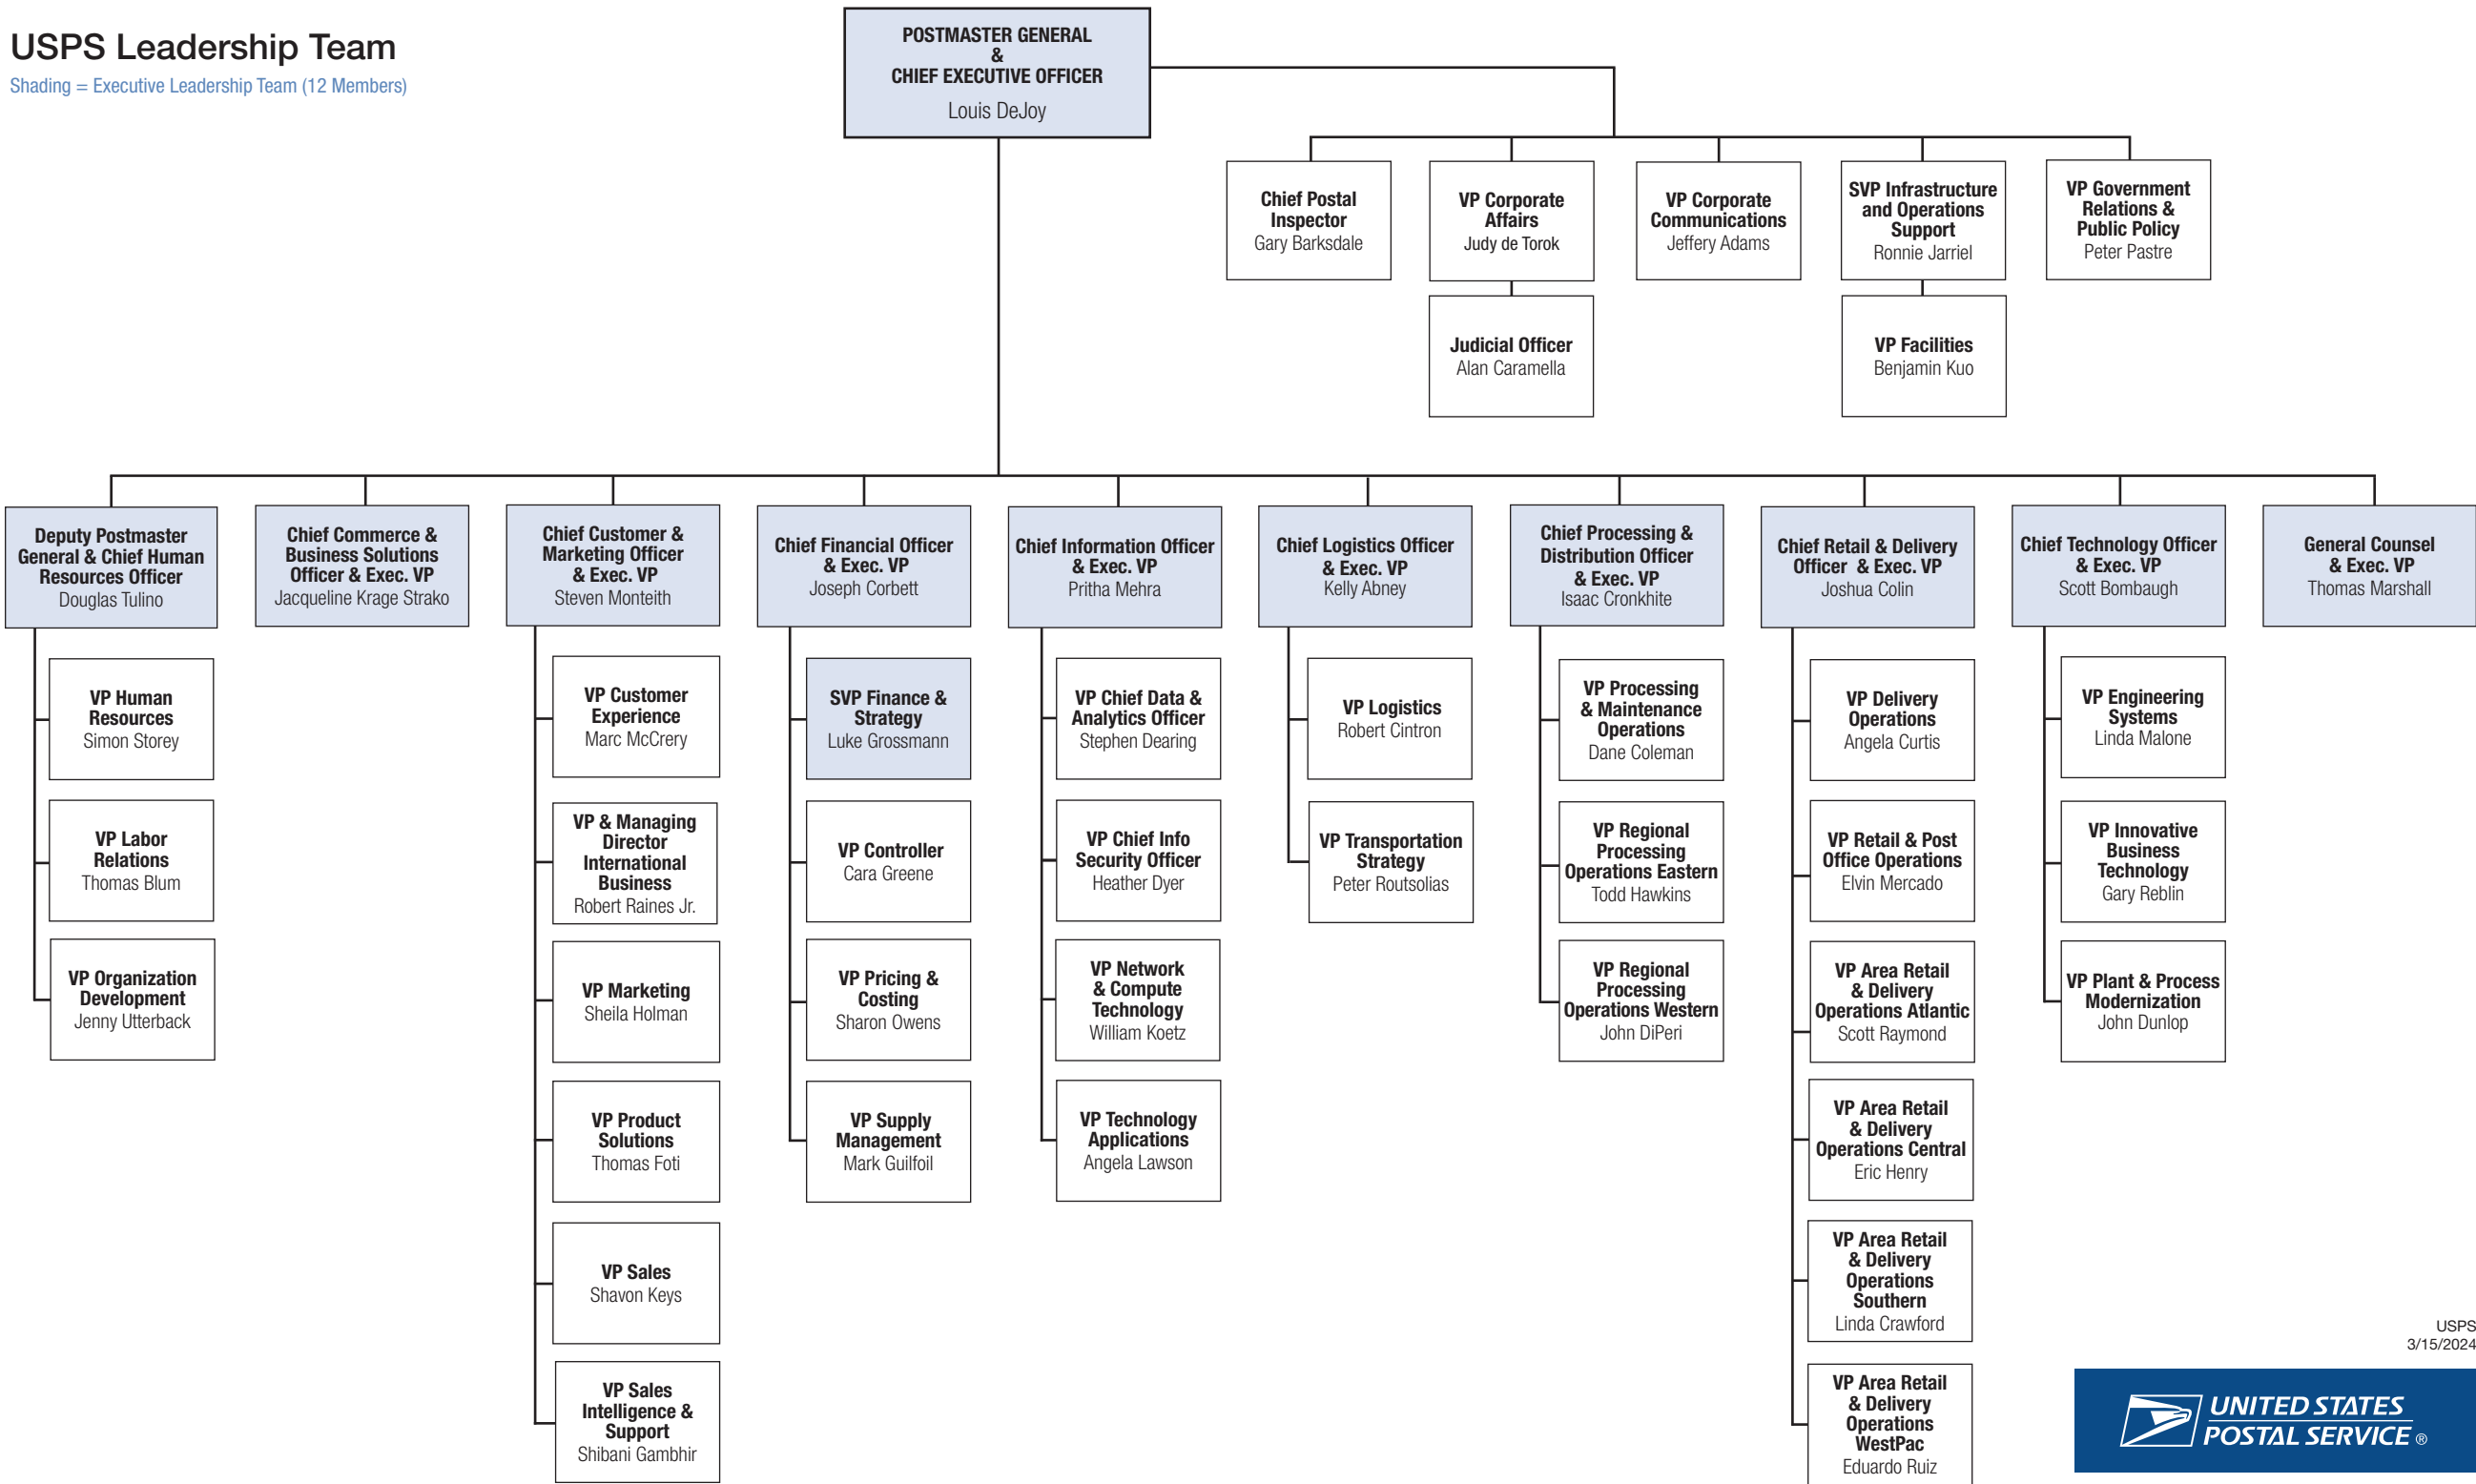 USPS Leadership Team
Shading = Executive Leadership Team (12 Members)
POSTMASTER GENERAL
&
CHIEF EXECUTIVE OFFICER
Louis DeJoy
Chief Postal
Inspector
Gary Barksdale
VP Corporate
Affairs
Judy de Torok
VP Corporate
Communications
Jeffery Adams
SVP Infrastructure
and Operations
Support
Ronnie Jarriel
VP Government
Relations &
Public Policy
Peter Pastre
Judicial Officer
Alan Caramella
VP Facilities
Benjamin Kuo
Deputy Postmaster
General & Chief Human
Resources Officer
Douglas Tulino
Chief Commerce &
Business Solutions
Officer & Exec. VP
Jacqueline Krage Strako
Chief Customer &
Marketing Officer
& Exec. VP
Steven Monteith
Chief Financial Officer
& Exec. VP
Joseph Corbett
Chief Information Officer
& Exec. VP
Pritha Mehra
Chief Logistics Officer
& Exec. VP
Kelly Abney
Chief Processing &
Distribution Officer
& Exec. VP
Isaac Cronkhite
Chief Retail & Delivery
Officer & Exec. VP
Joshua Colin
Chief Technology Officer
& Exec. VP
Scott Bombaugh
General Counsel
& Exec. VP
Thomas Marshall
VP Human
Resources
Simon Storey
VP Labor
Relations
Thomas Blum
VP Organization
Development
Jenny Utterback
VP Customer
Experience
Marc McCrery
VP & Managing
Director
International
Business
Robert Raines Jr.
VP Marketing
Sheila Holman
VP Product
Solutions
Thomas Foti
VP Sales
Shavon Keys
VP Sales
Intelligence &
Support
Shibani Gambhir
SVP Finance &
Strategy
Luke Grossmann
VP Controller
Cara Greene
VP Pricing &
Costing
Sharon Owens
VP Supply
Management
Mark Guilfoil
VP Chief Data &
Analytics Officer
Stephen Dearing
VP Chief Info
Security Officer
Heather Dyer
VP Network
& Compute
Technology
William Koetz
VP Technology
Applications
Angela Lawson
VP Logistics
Robert Cintron
VP Transportation
Strategy
Peter Routsolias
VP Processing
& Maintenance
Operations
Dane Coleman
VP Regional
Processing
Operations Eastern
Todd Hawkins
VP Regional
Processing
Operations Western
John DiPeri
VP Delivery
Operations
Angela Curtis
VP Retail & Post
Office Operations
Elvin Mercado
VP Area Retail
& Delivery
Operations Atlantic
Scott Raymond
VP Area Retail
& Delivery
Operations Central
Eric Henry
VP Area Retail
& Delivery
Operations
Southern
Linda Crawford
VP Area Retail
& Delivery
Operations
WestPac
Eduardo Ruiz
VP Engineering
Systems
Linda Malone
VP Innovative
Business
Technology
Gary Reblin
VP Plant & Process
Modernization
John Dunlop
USPS
3/15/2024
UNITED STATES
POSTAL SERVICE ®